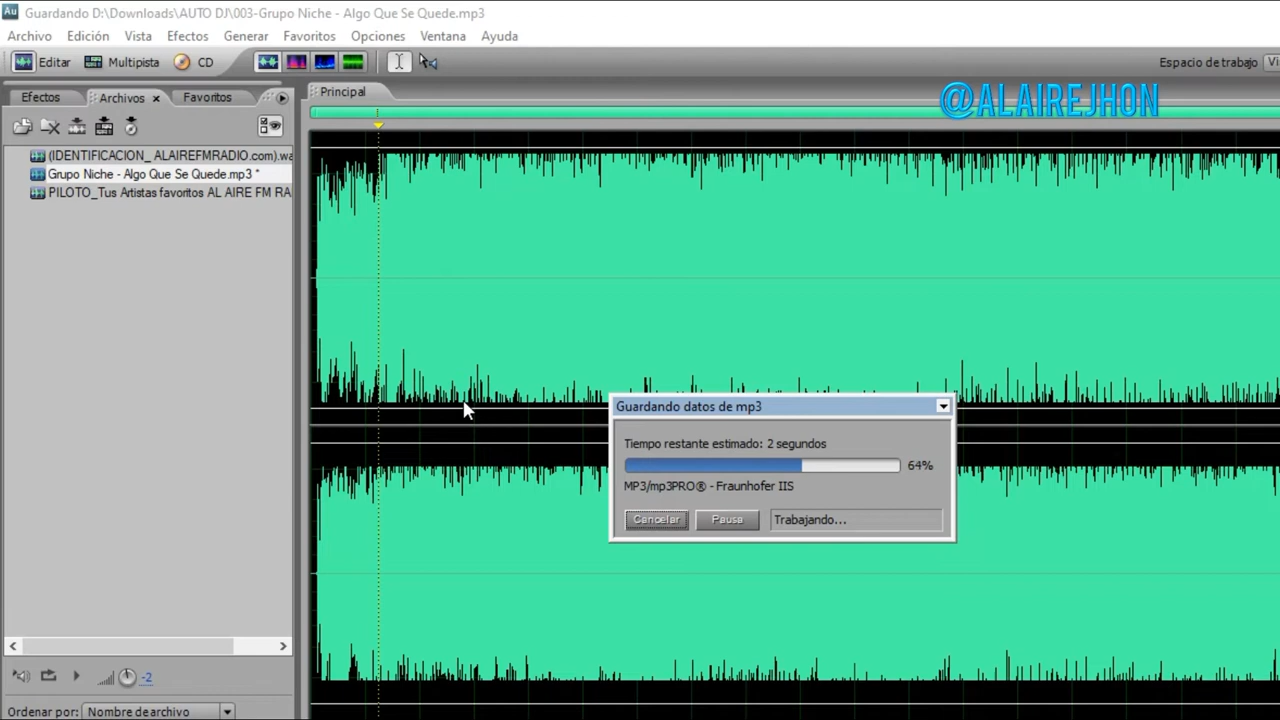 Au Guardando D:\Downloads\AUTO DJ\003-Grupo Niche - Algo Que Se Quede.mp3
Archivo Edición Vista Efectos Generar Favoritos Opciones Ventana Ayuda
Editar Multipista CD Espacio de trabajo
Efectos Archivos Favoritos Principal
@ALAIREJHON
(IDENTIFICACION_ ALAIREFMRADIO.com).wa
Grupo Niche - Algo Que Se Quede.mp3 *
PILOTO_Tus Artistas favoritos AL AIRE FM RA
Guardando datos de mp3
Tiempo restante estimado: 2 segundos
64%
MP3/mp3PRO® - Fraunhofer IIS
Cancelar Pausa Trabajando...
-2
Ordenar por: Nombre de archivo